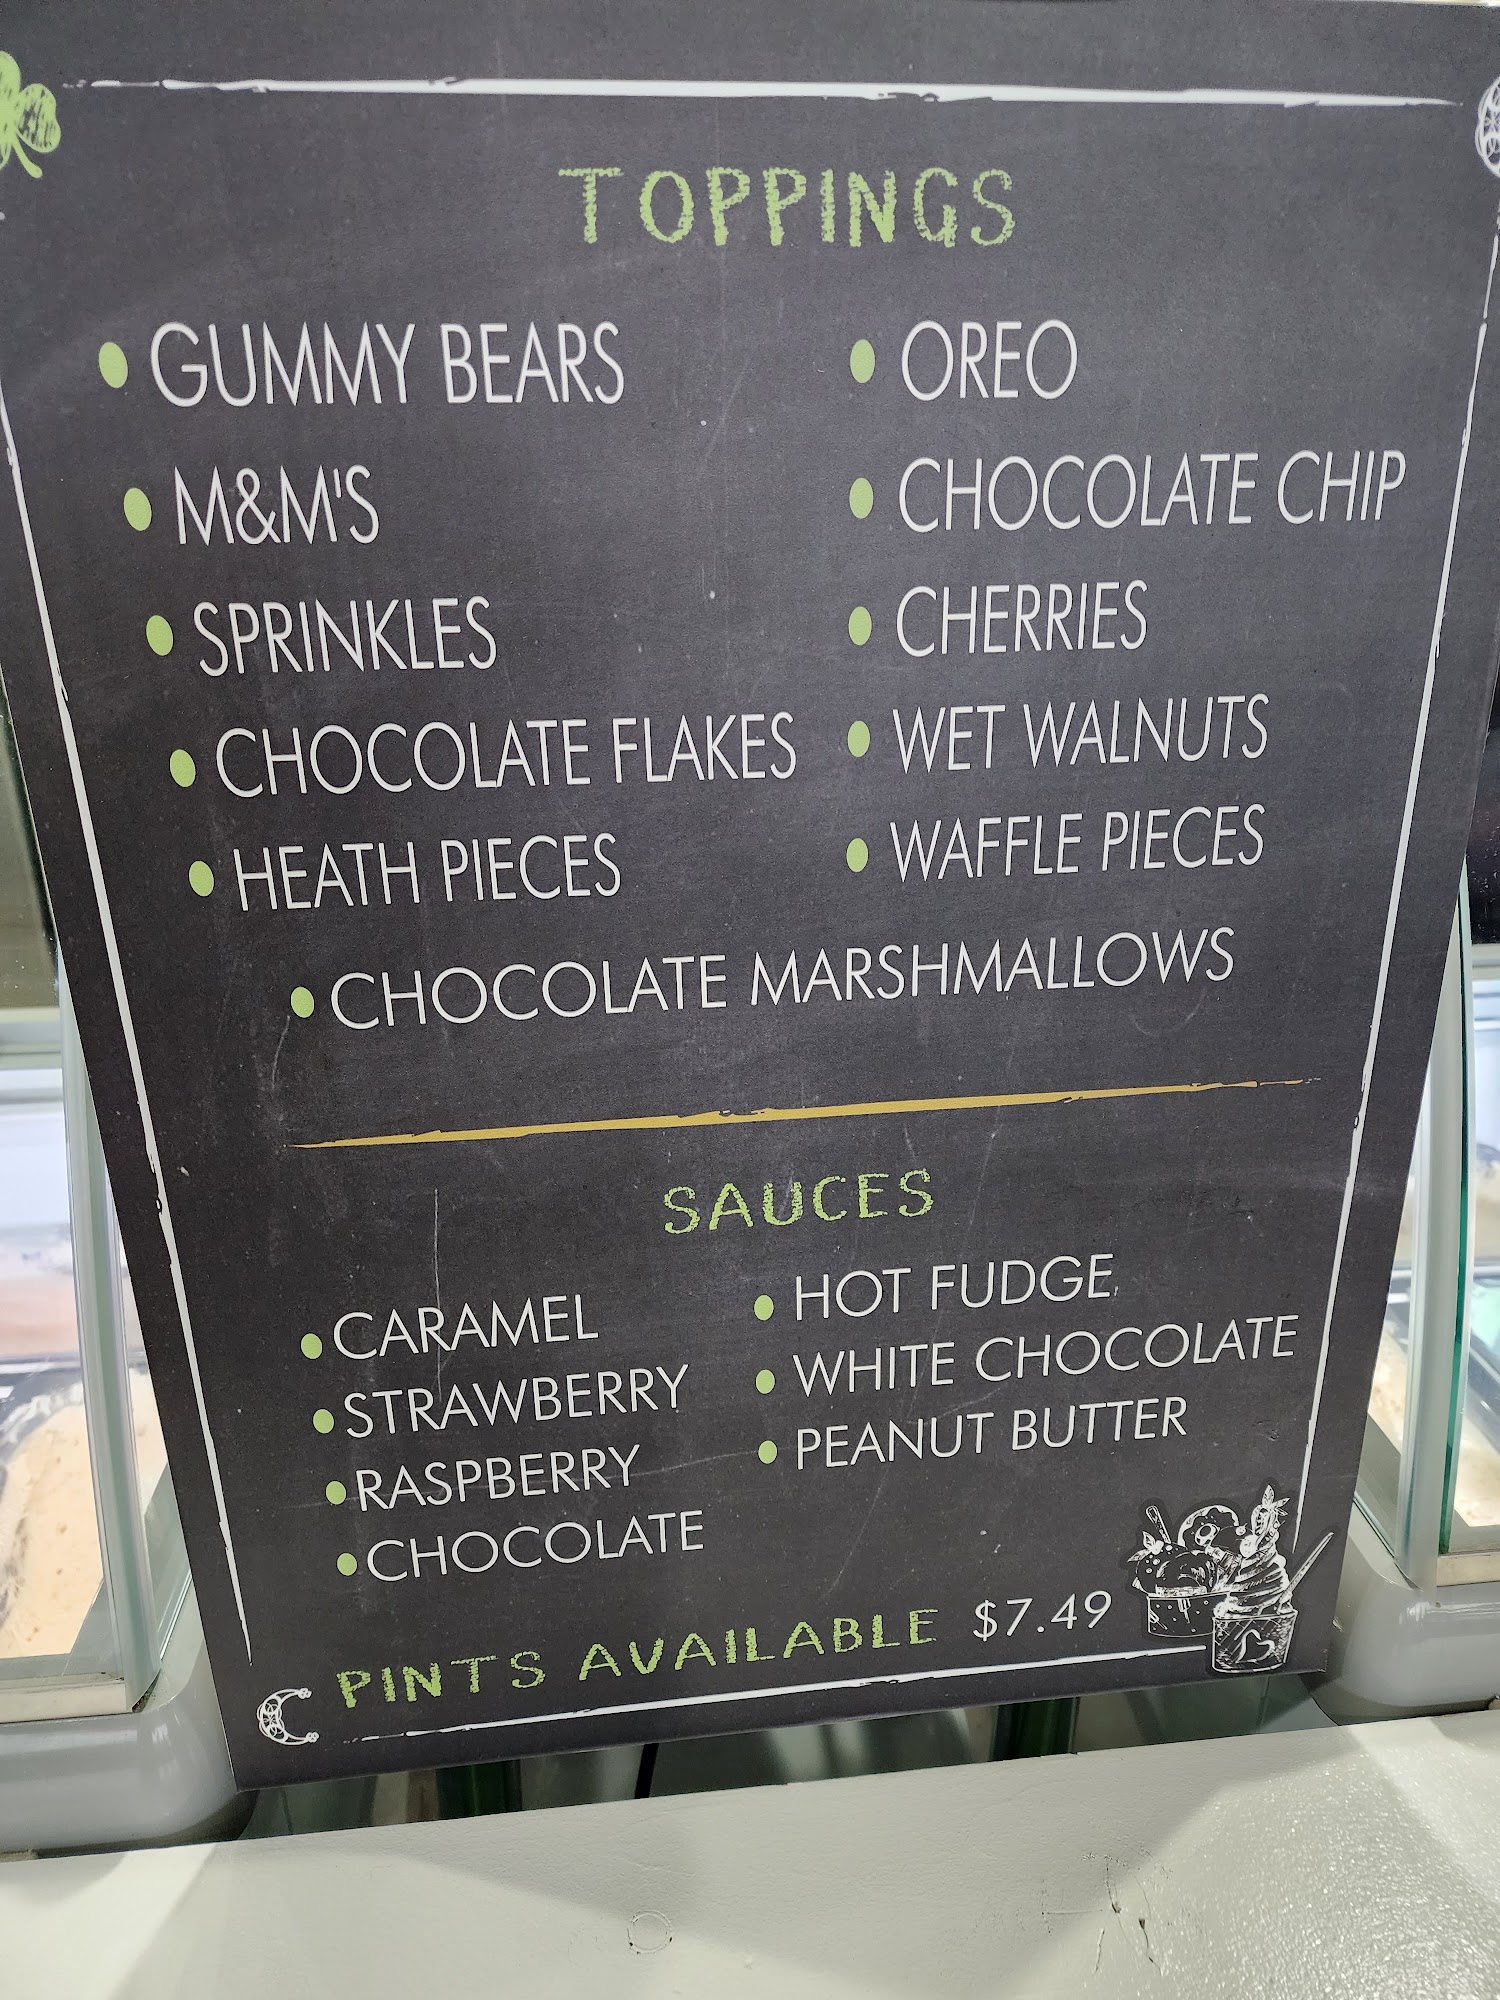 TOPPINGS
• GUMMY BEARS
• M&M'S
• SPRINKLES
• CHOCOLATE FLAKES
• HEATH PIECES
• OREO
• CHOCOLATE CHIP
• CHERRIES
• WET WALNUTS
• WAFFLE PIECES
• CHOCOLATE MARSHMALLOWS
SAUCES
• CARAMEL
• STRAWBERRY
• RASPBERRY
• CHOCOLATE
• HOT FUDGE
• WHITE CHOCOLATE
• PEANUT BUTTER
PINTS AVAILABLE $7.49